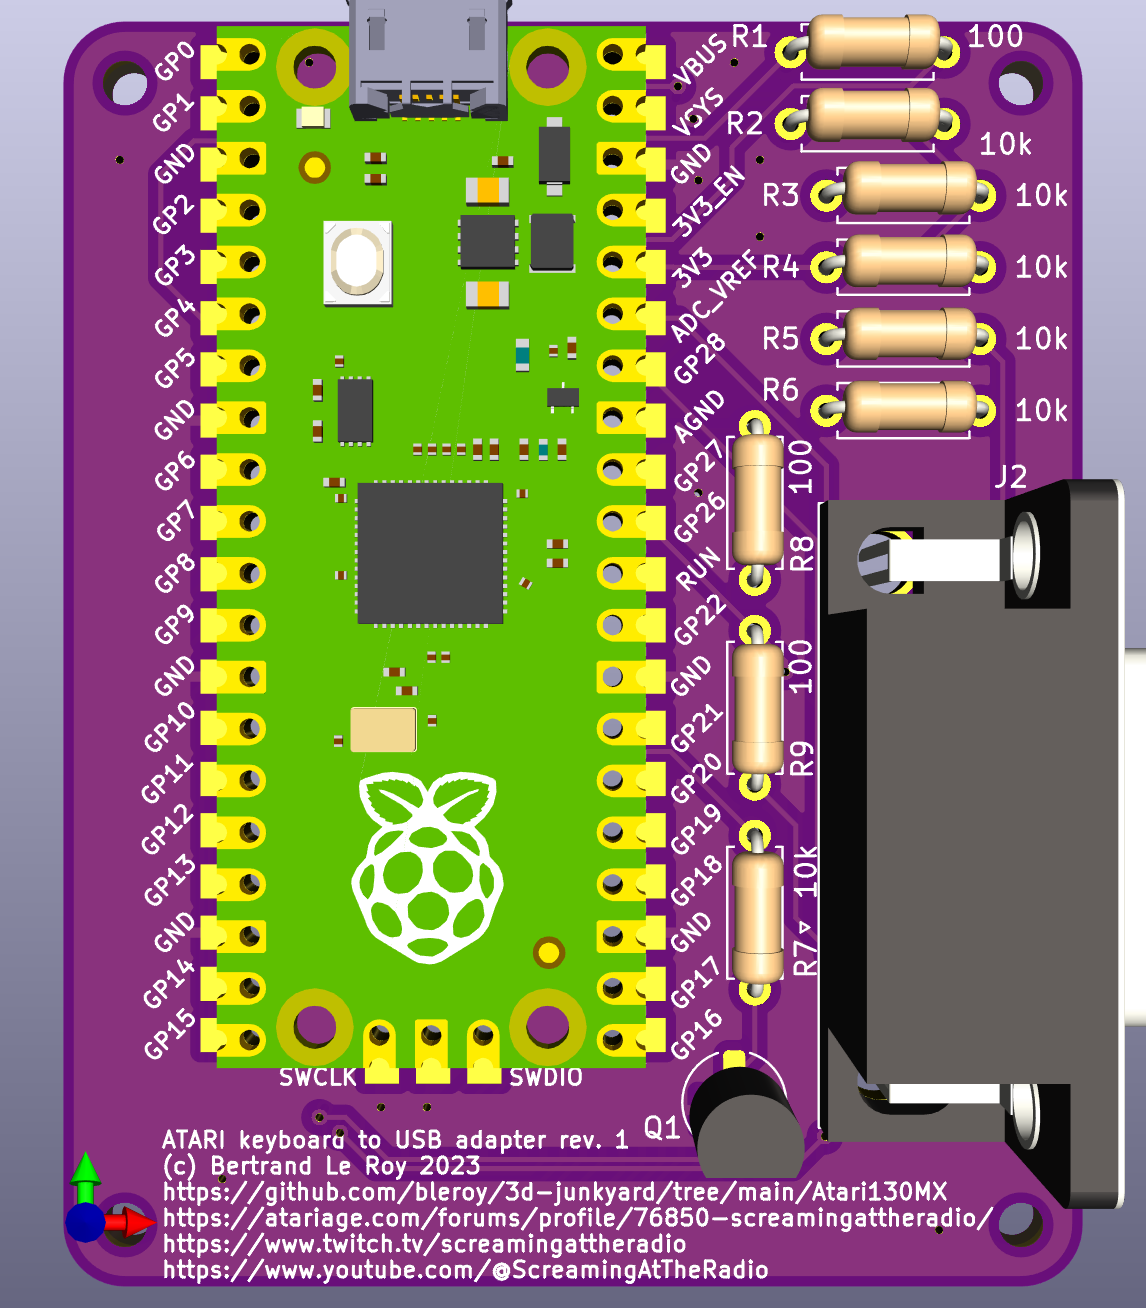 GP0
GP1
GND
GP2
GP3
GP4
GP5
GND
GP6
GP7
GP8
GP9
GND
GP10
GP11
GP12
GP13
GND
GP14
GP15
VBUS
VSYS
GND
3V3_EN
3V3
ADC_VREF
GP28
AGND
GP27
GP26
RUN
GP22
GND
GP21
GP20
GP19
GP18
GND
GP17
GP16
R1 100
R2 10k
R3 10k
R4 10k
R5 10k
R6 10k
100
R8
100
R9
10k
R7
J2
Q1
SWCLK SWDIO
ATARI keyboard to USB adapter rev. 1
(c) Bertrand Le Roy 2023
https://github.com/bleroy/3d-junkyard/tree/main/Atari130MX
https://atariage.com/forums/profile/76850-screamingattheradio/
https://www.twitch.tv/screamingattheradio
https://www.youtube.com/@ScreamingAtTheRadio